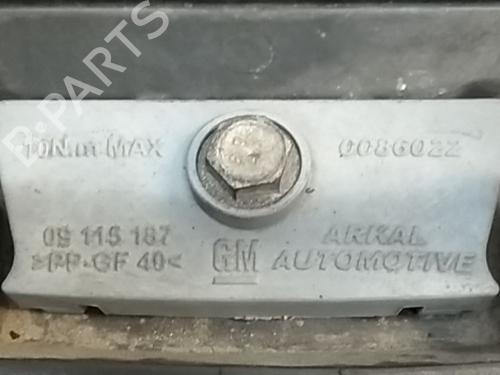 10Nm MAX
0086022
09 115 187
>PP-GF 40<
GM
ARKAL
AUTOMOTIVE
B-PARTS